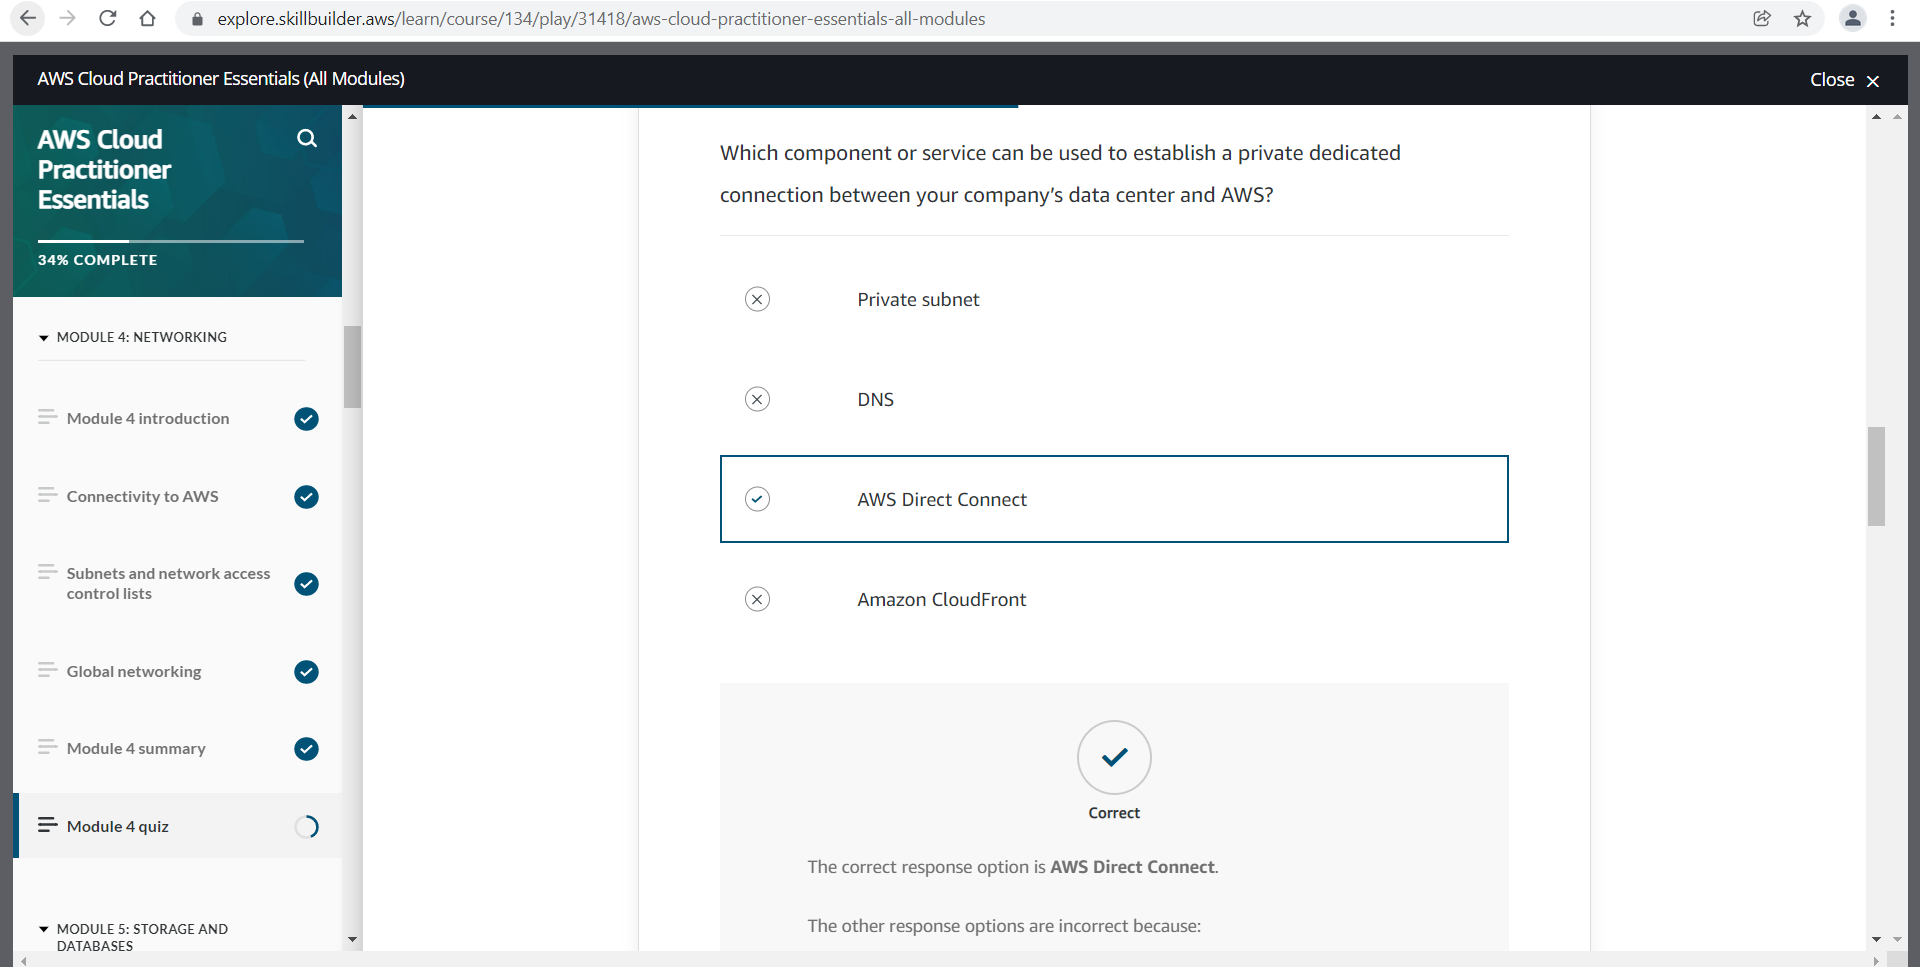 explore.skillbuilder.aws/learn/course/134/play/31418/aws-cloud-practitioner-essentials-all-modules
AWS Cloud Practitioner Essentials (All Modules)
Close
AWS Cloud
Practitioner
Essentials
34% COMPLETE
MODULE 4: NETWORKING
Module 4 introduction
Connectivity to AWS
Subnets and network access
control lists
Global networking
Module 4 summary
Module 4 quiz
MODULE 5: STORAGE AND
DATABASES
Which component or service can be used to establish a private dedicated
connection between your company’s data center and AWS?
Private subnet
DNS
AWS Direct Connect
Amazon CloudFront
Correct
The correct response option is AWS Direct Connect.
The other response options are incorrect because: